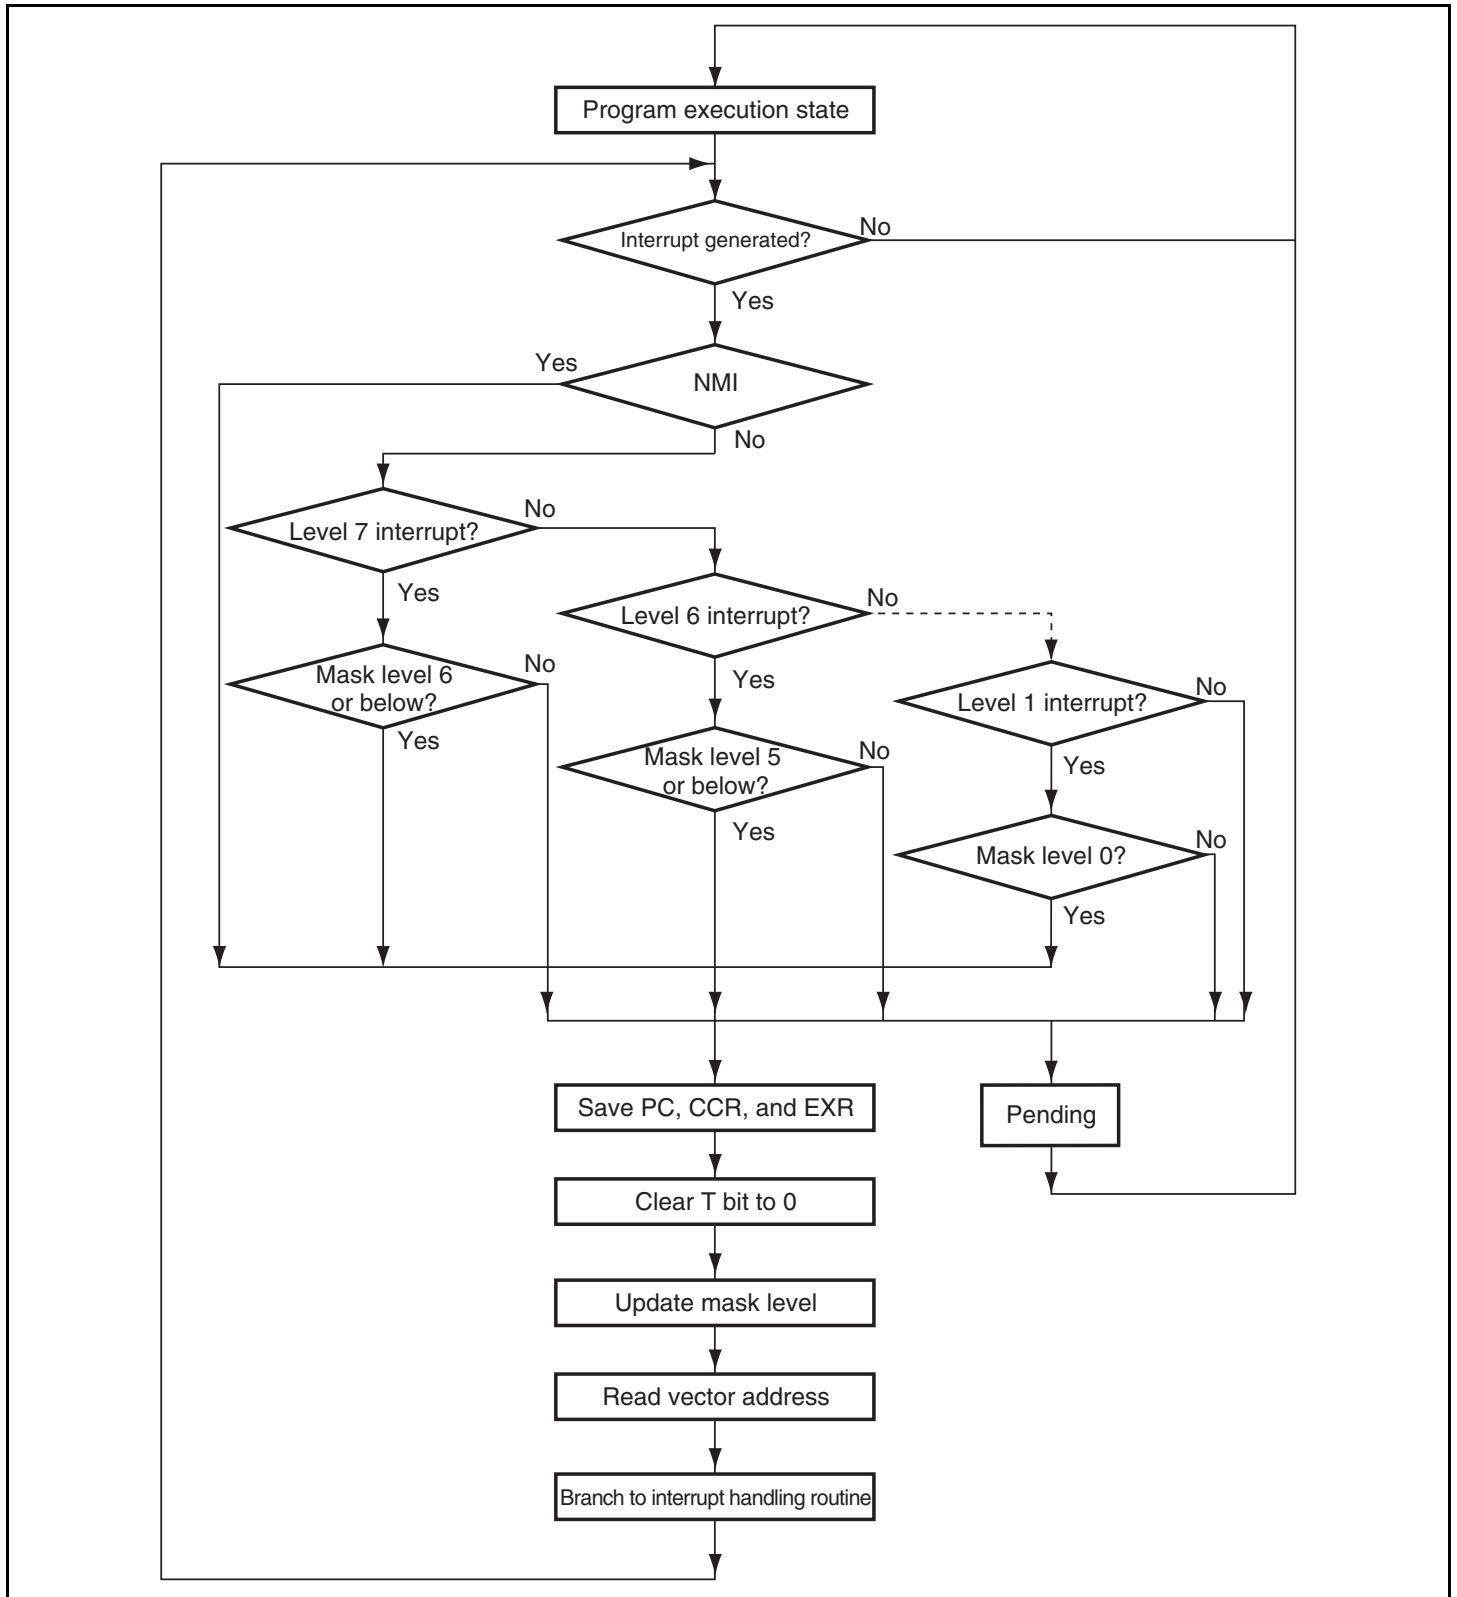 Program execution state
Interrupt generated?
No
Yes
Yes
NMI
No
Level 7 interrupt?
No
Yes
Level 6 interrupt?
No
Mask level 6
or below?
No
Yes
Yes
Level 1 interrupt?
No
Mask level 5
or below?
No
Yes
Yes
Mask level 0?
No
Yes
Save PC, CCR, and EXR
Pending
Clear T bit to 0
Update mask level
Read vector address
Branch to interrupt handling routine